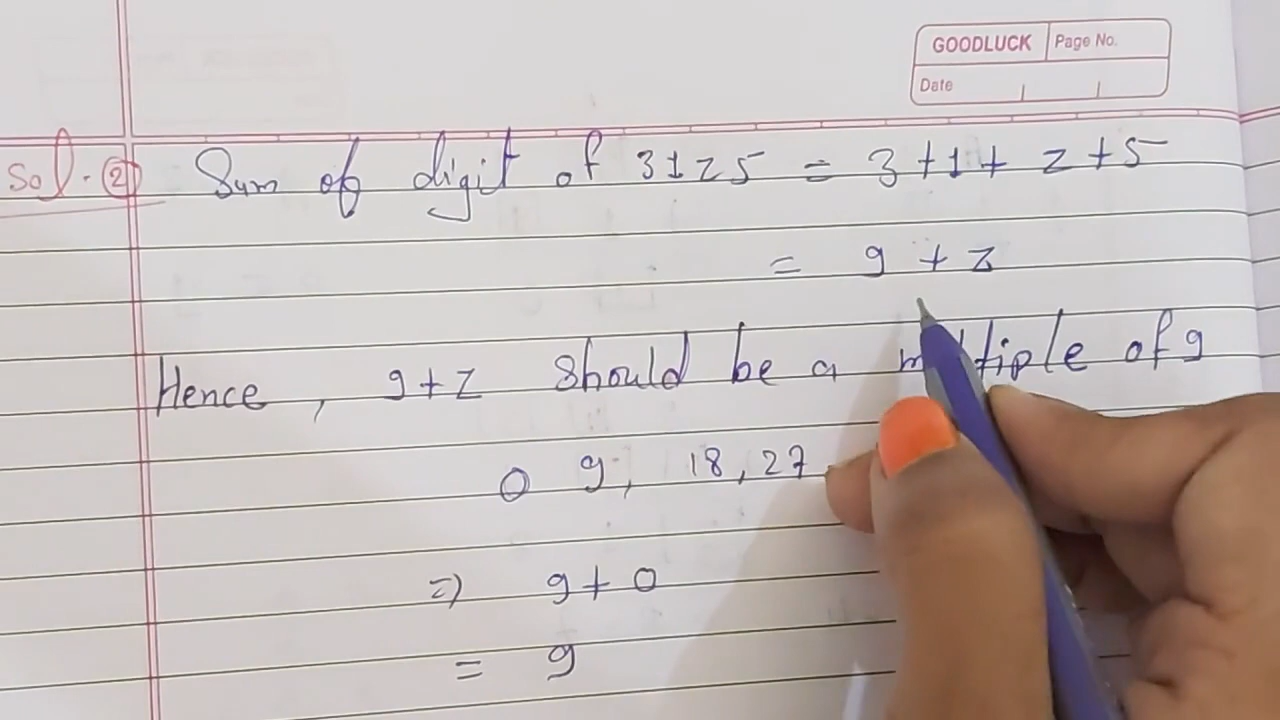 GOODLUCK Page No.
Date
Sol. ② Sum of digit of 31z5 = 3+1+ z+5
= 9 + z
Hence, 9+z should be a multiple of 9
0 9, 18, 27
=) 9+0
= 9